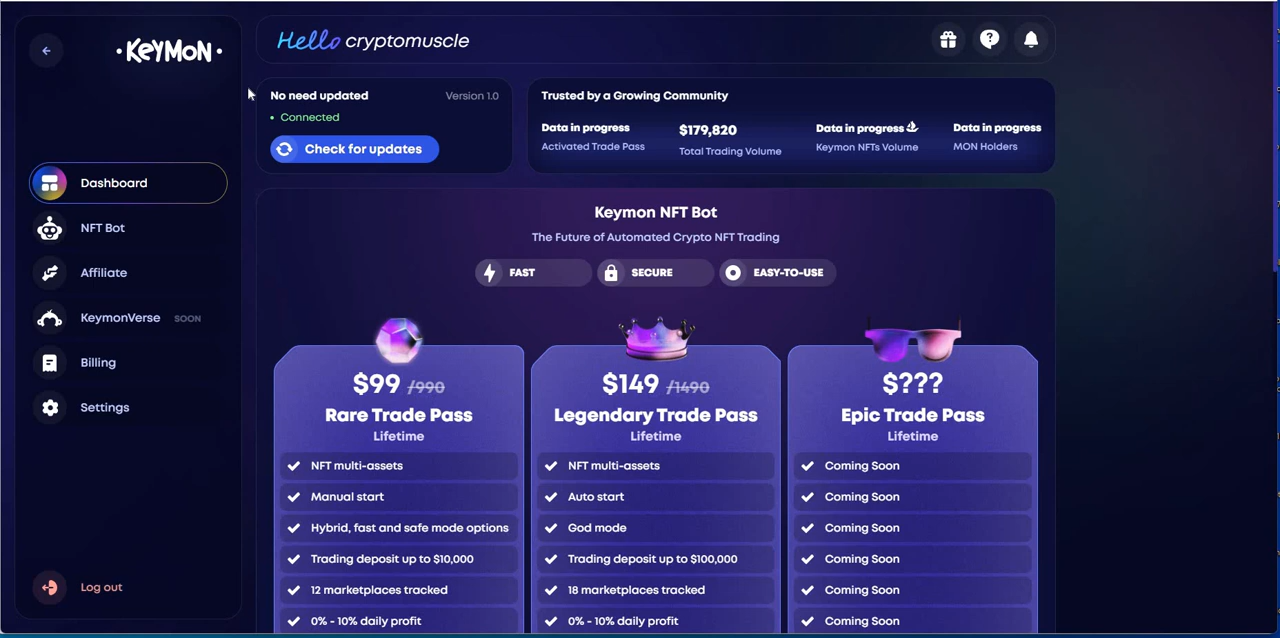 • KEYMON •
Dashboard
NFT Bot
Affiliate
KeymonVerse SOON
Billing
Settings
Log out
Hello cryptomuscle
No need updated Version 1.0
• Connected
Check for updates
Trusted by a Growing Community
Data in progress
Activated Trade Pass
$179,820
Total Trading Volume
Data in progress
Keymon NFTs Volume
Data in progress
MON Holders
Keymon NFT Bot
The Future of Automated Crypto NFT Trading
FAST
SECURE
EASY-TO-USE
$99 /990
Rare Trade Pass
Lifetime
NFT multi-assets
Manual start
Hybrid, fast and safe mode options
Trading deposit up to $10,000
12 marketplaces tracked
0% - 10% daily profit
$149 /1490
Legendary Trade Pass
Lifetime
NFT multi-assets
Auto start
God mode
Trading deposit up to $100,000
18 marketplaces tracked
0% - 10% daily profit
$???
Epic Trade Pass
Lifetime
Coming Soon
Coming Soon
Coming Soon
Coming Soon
Coming Soon
Coming Soon